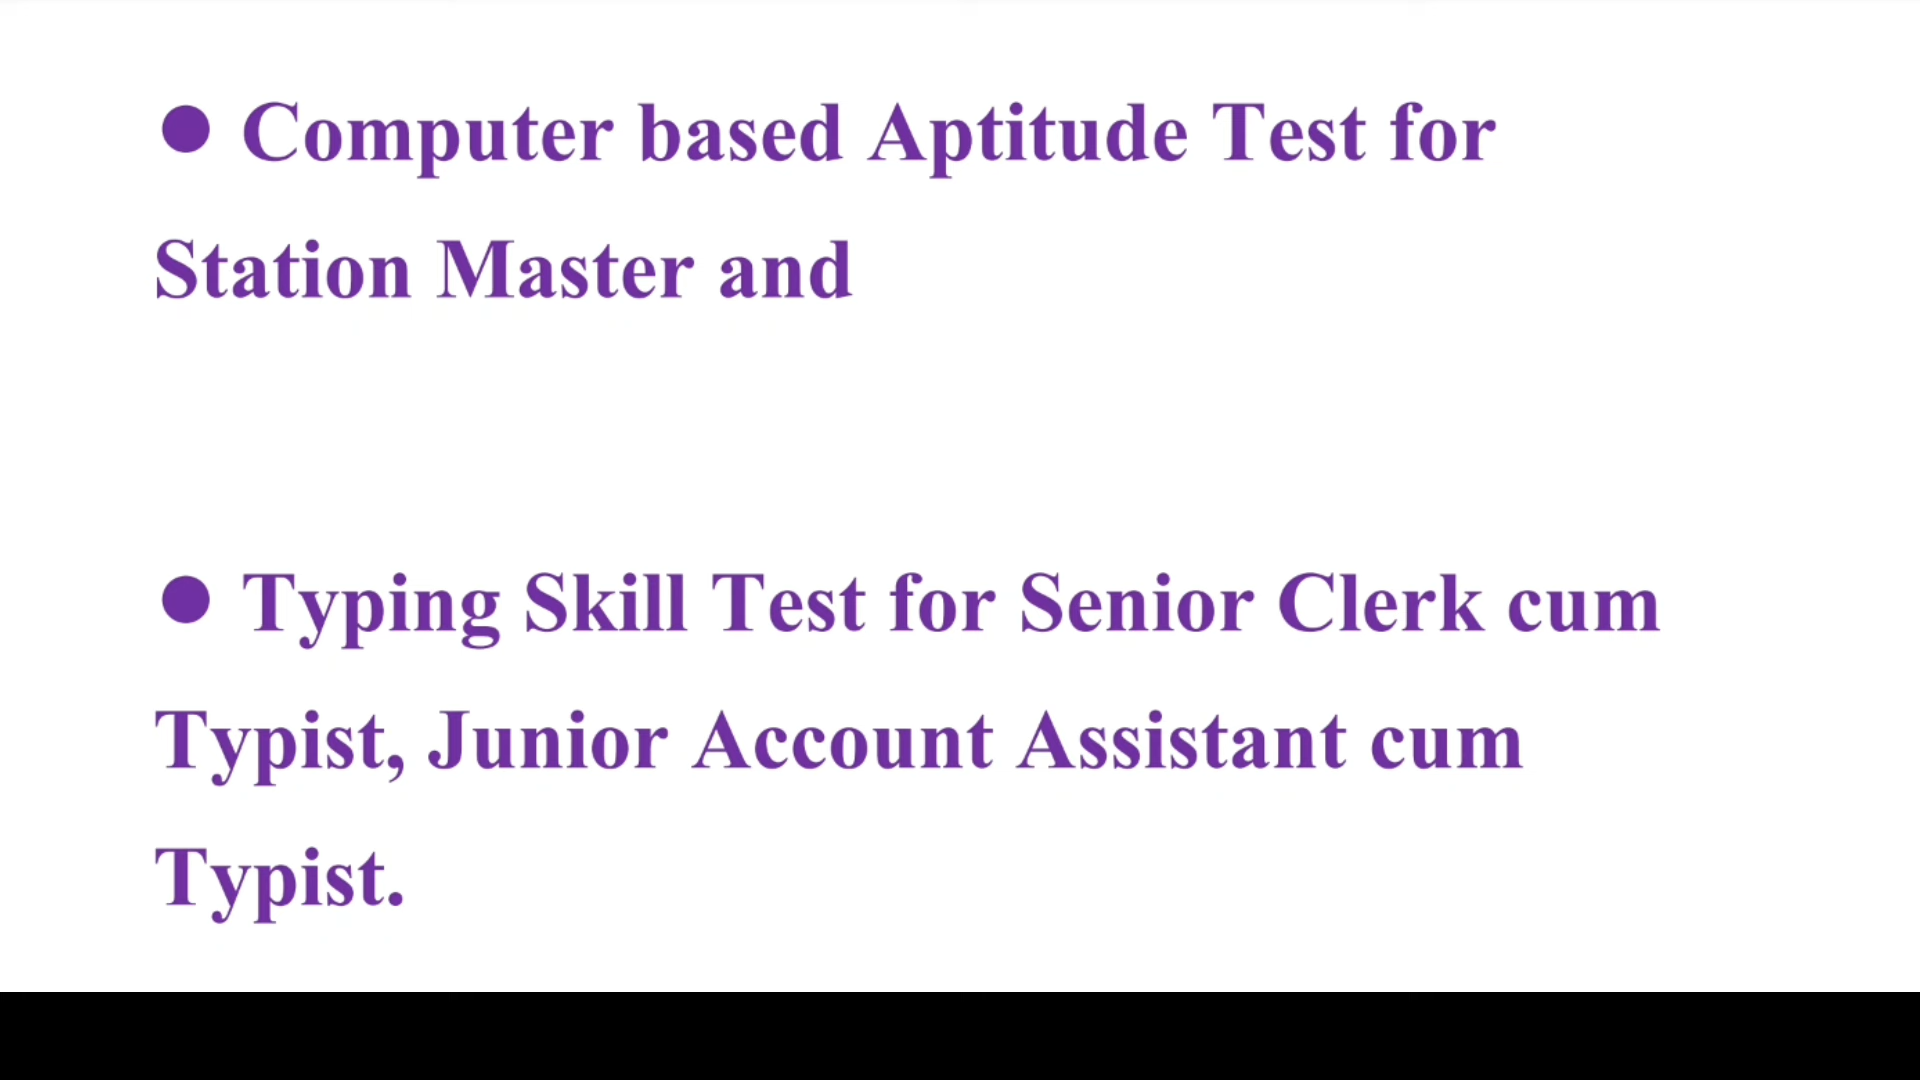 ● Computer based Aptitude Test for
Station Master and
● Typing Skill Test for Senior Clerk cum
Typist, Junior Account Assistant cum
Typist.